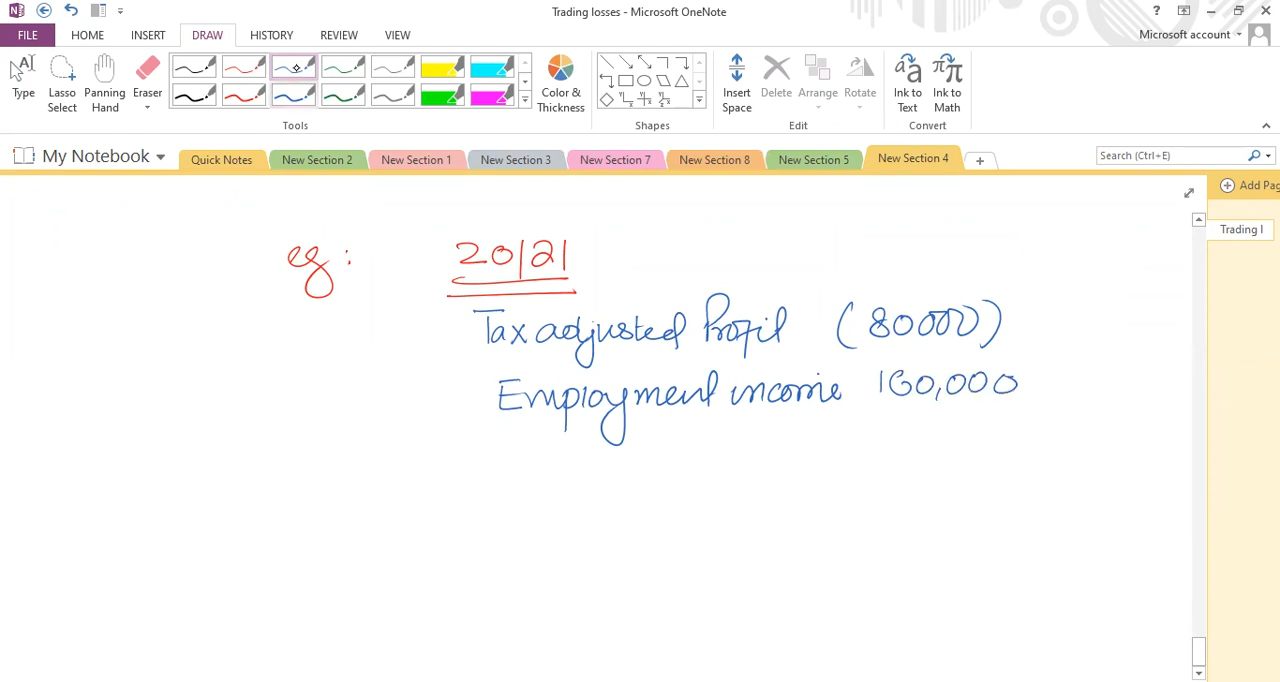 Trading losses - Microsoft OneNote
FILE HOME INSERT DRAW HISTORY REVIEW VIEW
Microsoft account
Type Lasso Select Panning Hand Eraser
Color & Thickness
Insert Space Delete Arrange Rotate
Ink to Text Ink to Math
Tools Shapes Edit Convert
My Notebook Quick Notes New Section 2 New Section 1 New Section 3 New Section 7 New Section 8 New Section 5 New Section 4 Search (Ctrl+E)
Add Pag
Trading l
eg: 20/21
Tax adjusted Profit (80000)
Employment income 160,000